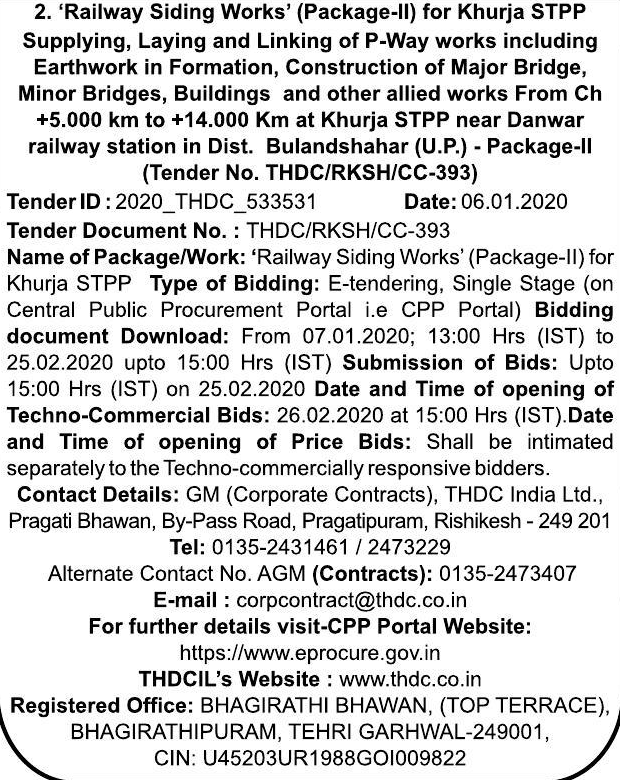 2. ‘Railway Siding Works’ (Package-II) for Khurja STPP
Supplying, Laying and Linking of P-Way works including
Earthwork in Formation, Construction of Major Bridge,
Minor Bridges, Buildings and other allied works From Ch
+5.000 km to +14.000 Km at Khurja STPP near Danwar
railway station in Dist. Bulandshahar (U.P.) - Package-II
(Tender No. THDC/RKSH/CC-393)
Tender ID : 2020_THDC_533531 Date: 06.01.2020
Tender Document No. : THDC/RKSH/CC-393
Name of Package/Work: ‘Railway Siding Works’ (Package-II) for
Khurja STPP Type of Bidding: E-tendering, Single Stage (on
Central Public Procurement Portal i.e CPP Portal) Bidding
document Download: From 07.01.2020; 13:00 Hrs (IST) to
25.02.2020 upto 15:00 Hrs (IST) Submission of Bids: Upto
15:00 Hrs (IST) on 25.02.2020 Date and Time of opening of
Techno-Commercial Bids: 26.02.2020 at 15:00 Hrs (IST).Date
and Time of opening of Price Bids: Shall be intimated
separately to the Techno-commercially responsive bidders.
Contact Details: GM (Corporate Contracts), THDC India Ltd.,
Pragati Bhawan, By-Pass Road, Pragatipuram, Rishikesh - 249 201
Tel: 0135-2431461 / 2473229
Alternate Contact No. AGM (Contracts): 0135-2473407
E-mail : corpcontract@thdc.co.in
For further details visit-CPP Portal Website:
https://www.eprocure.gov.in
THDCIL’s Website : www.thdc.co.in
Registered Office: BHAGIRATHI BHAWAN, (TOP TERRACE),
BHAGIRATHIPURAM, TEHRI GARHWAL-249001,
CIN: U45203UR1988GOI009822